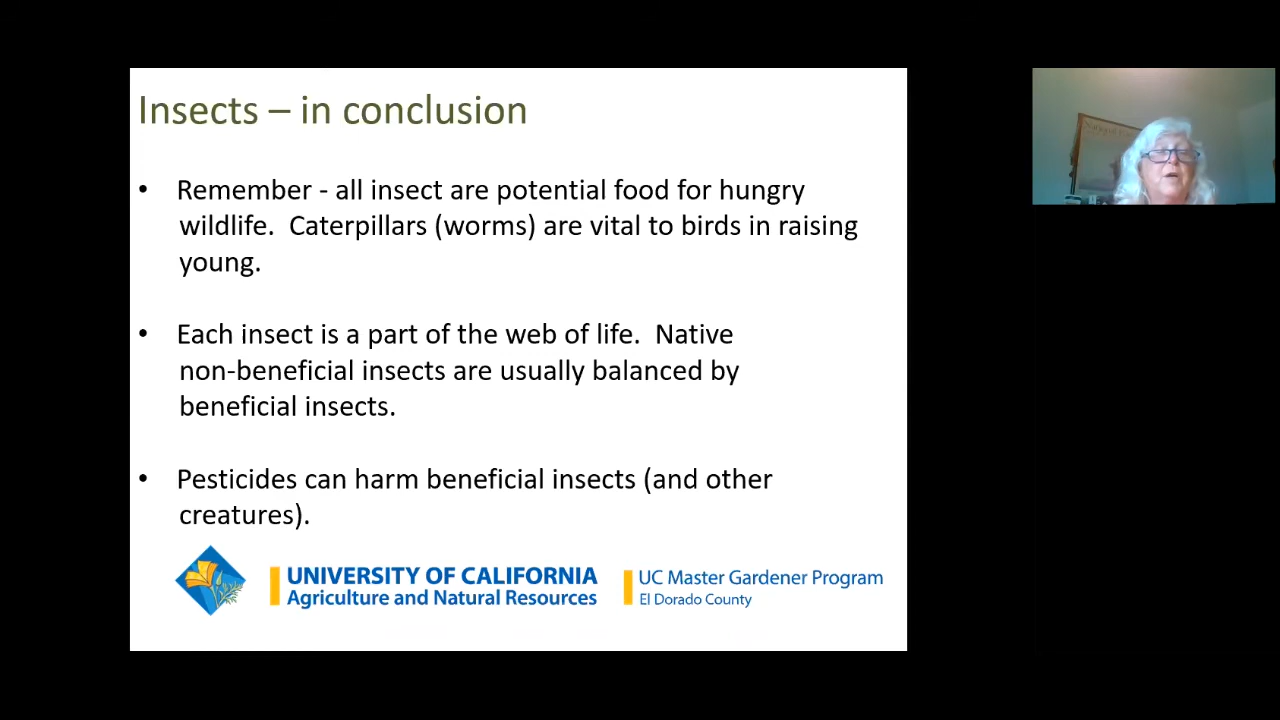 Insects – in conclusion
• Remember - all insect are potential food for hungry
wildlife.  Caterpillars (worms) are vital to birds in raising
young.
• Each insect is a part of the web of life.  Native
non-beneficial insects are usually balanced by
beneficial insects.
• Pesticides can harm beneficial insects (and other
creatures).
UNIVERSITY OF CALIFORNIA
Agriculture and Natural Resources
UC Master Gardener Program
El Dorado County